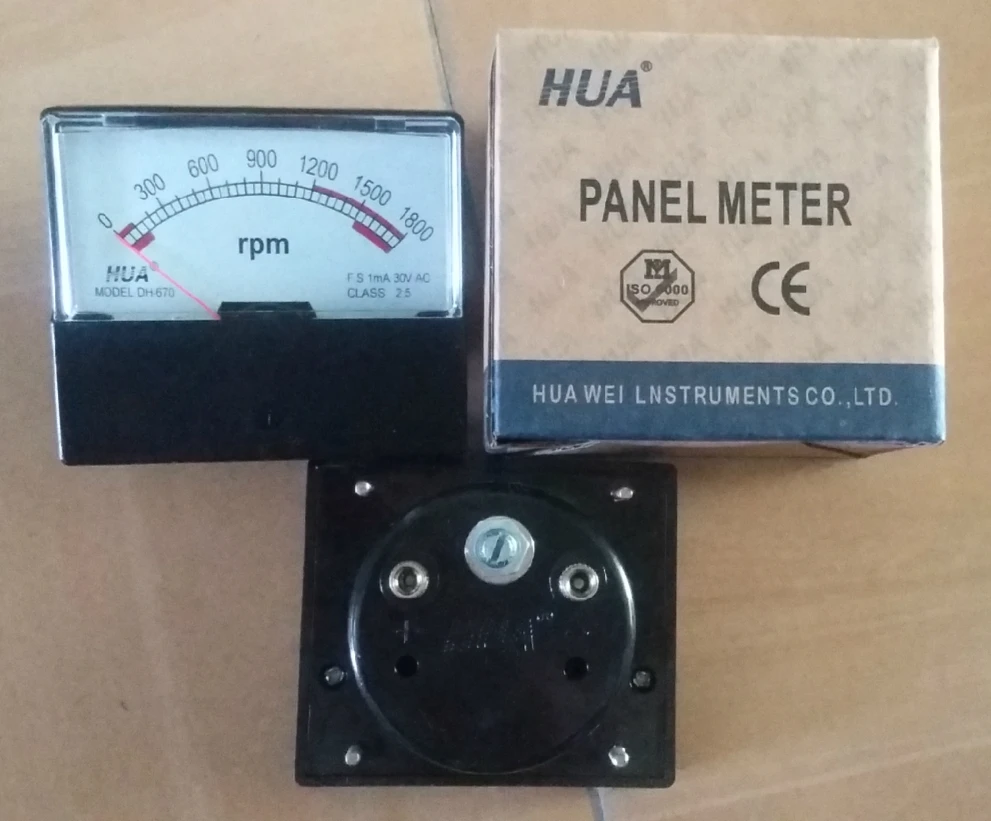 0 300 600 900 1200 1500 1800
rpm
HUA
MODEL DH-670
F.S 1mA 30V AC
CLASS 2.5
HUA®
PANEL METER
M
ISO 9000
APPROVED
CE
HUA WEI LNSTRUMENTS CO.,LTD.
+